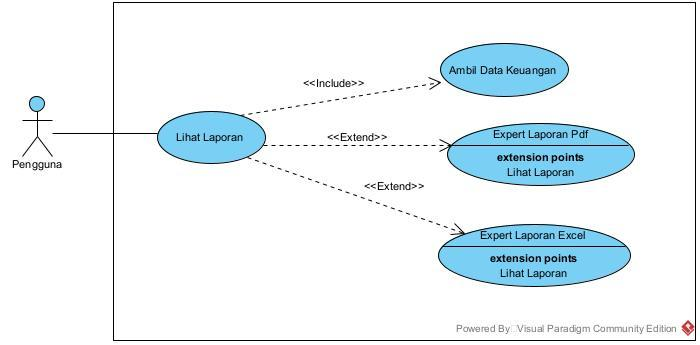 <<Include>>
Ambil Data Keuangan
Lihat Laporan
Pengguna
<<Extend>>
Expert Laporan Pdf
extension points
Lihat Laporan
<<Extend>>
Expert Laporan Excel
extension points
Lihat Laporan
Powered By Visual Paradigm Community Edition